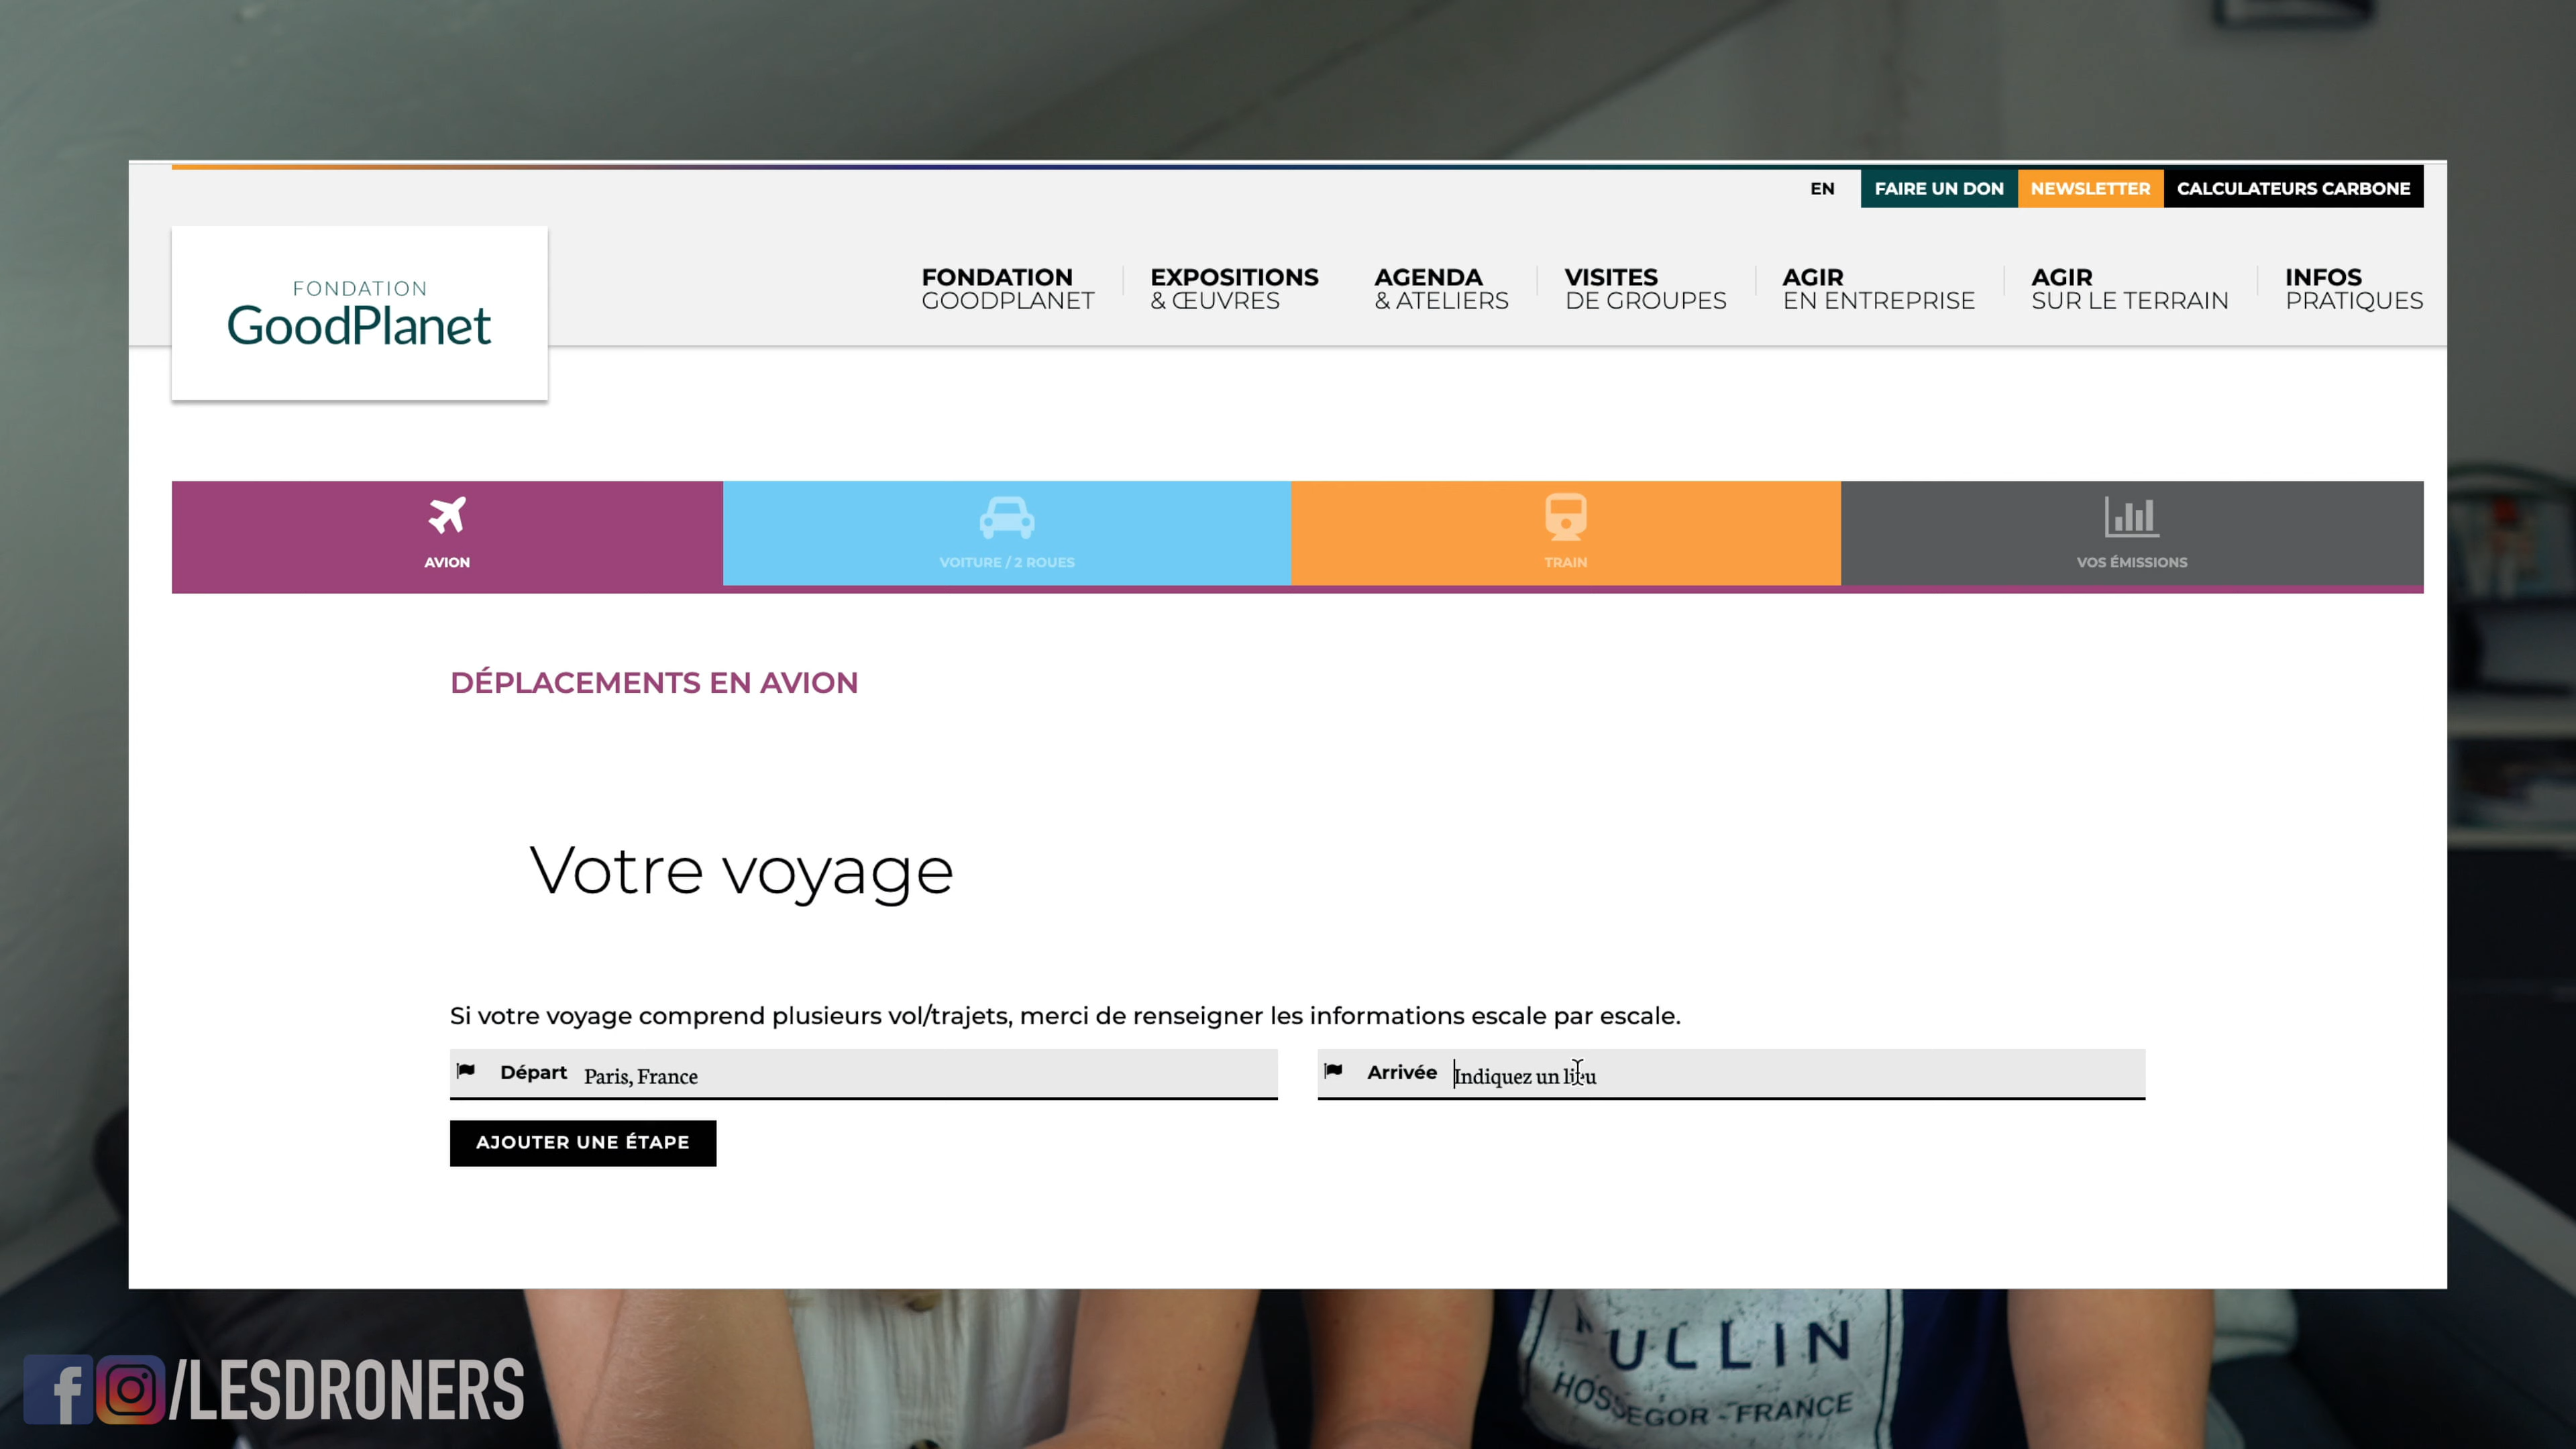 EN FAIRE UN DON NEWSLETTER CALCULATEURS CARBONE
FONDATION
GoodPlanet
FONDATION
GOODPLANET
EXPOSITIONS
& ŒUVRES
AGENDA
& ATELIERS
VISITES
DE GROUPES
AGIR
EN ENTREPRISE
AGIR
SUR LE TERRAIN
INFOS
PRATIQUES
AVION
VOITURE / 2 ROUES
TRAIN
VOS ÉMISSIONS
DÉPLACEMENTS EN AVION
Votre voyage
Si votre voyage comprend plusieurs vol/trajets, merci de renseigner les informations escale par escale.
Départ Paris, France
Arrivée Indiquez un lieu
AJOUTER UNE ÉTAPE
/LESDRONERS
HOSSEGOR - FRANCE